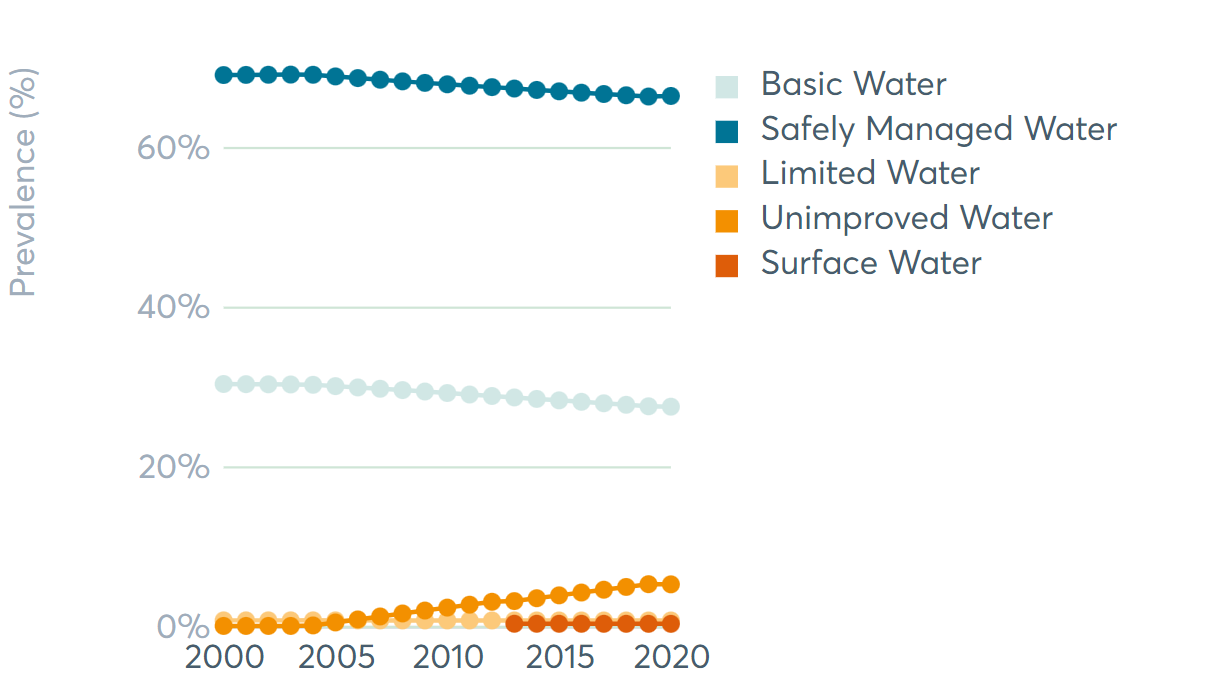 Prevalence (%)
60%
40%
20%
0%
2000 2005 2010 2015 2020
Basic Water
Safely Managed Water
Limited Water
Unimproved Water
Surface Water